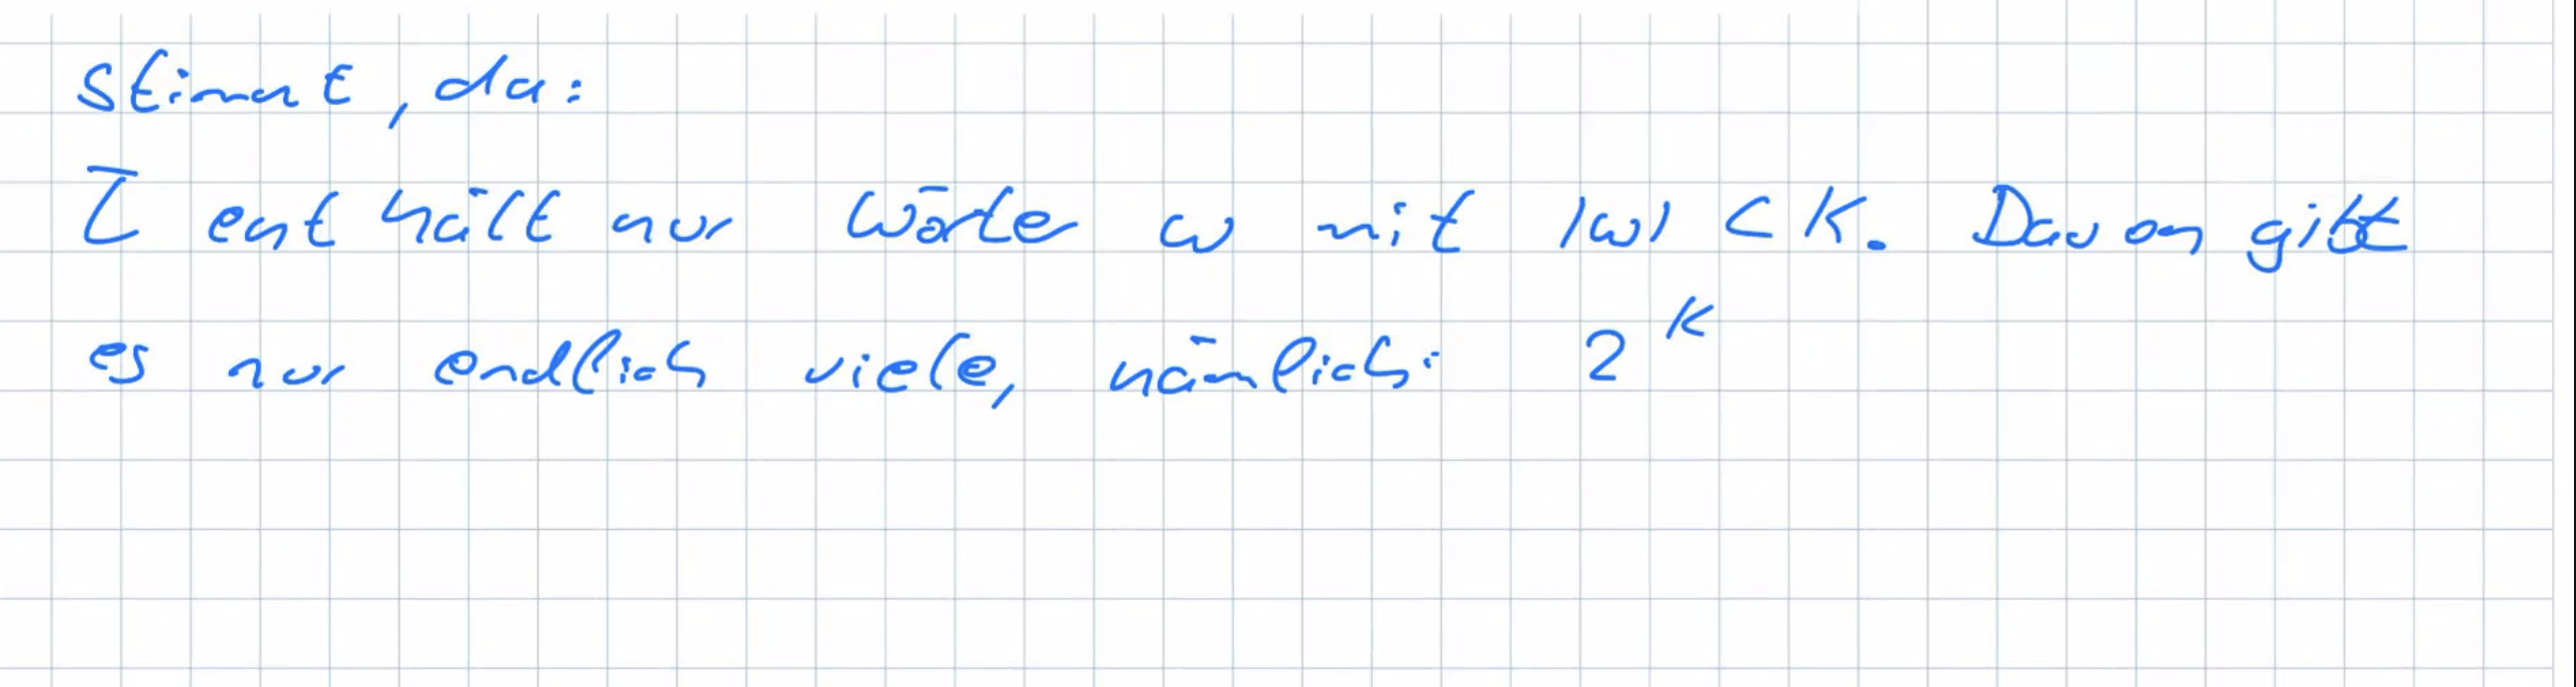 Stimmt, da:
L̅ enthält nur Wörter w mit |w| < K. Davon gibt
es nur endlich viele, nämlich: 2^K